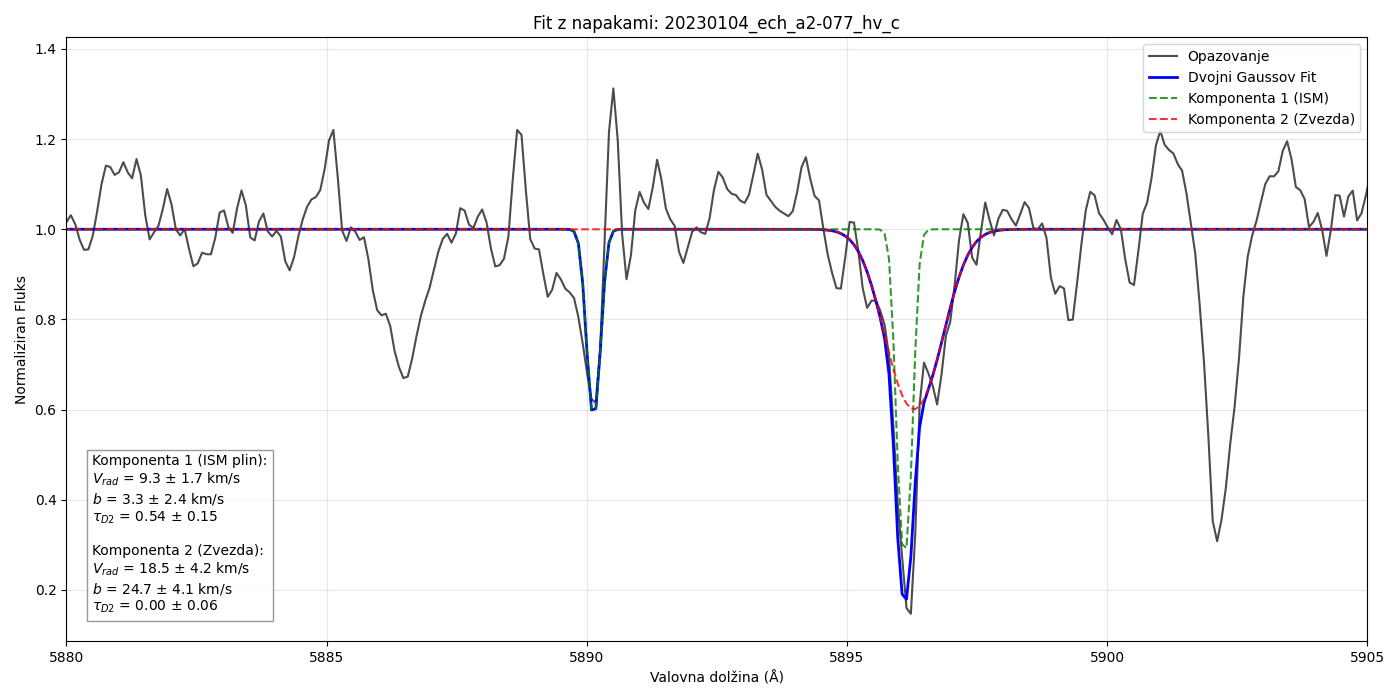 Fit z napakami: 20230104_ech_a2-077_hv_c
Normaliziran Fluks
1.4
1.2
1.0
0.8
0.6
0.4
0.2
Opazovanje
Dvojni Gaussov Fit
Komponenta 1 (ISM)
Komponenta 2 (Zvezda)
Komponenta 1 (ISM plin):
V_rad = 9.3 ± 1.7 km/s
b = 3.3 ± 2.4 km/s
τ_D2 = 0.54 ± 0.15
Komponenta 2 (Zvezda):
V_rad = 18.5 ± 4.2 km/s
b = 24.7 ± 4.1 km/s
τ_D2 = 0.00 ± 0.06
5880 5885 5890 5895 5900 5905
Valovna dolžina (Å)